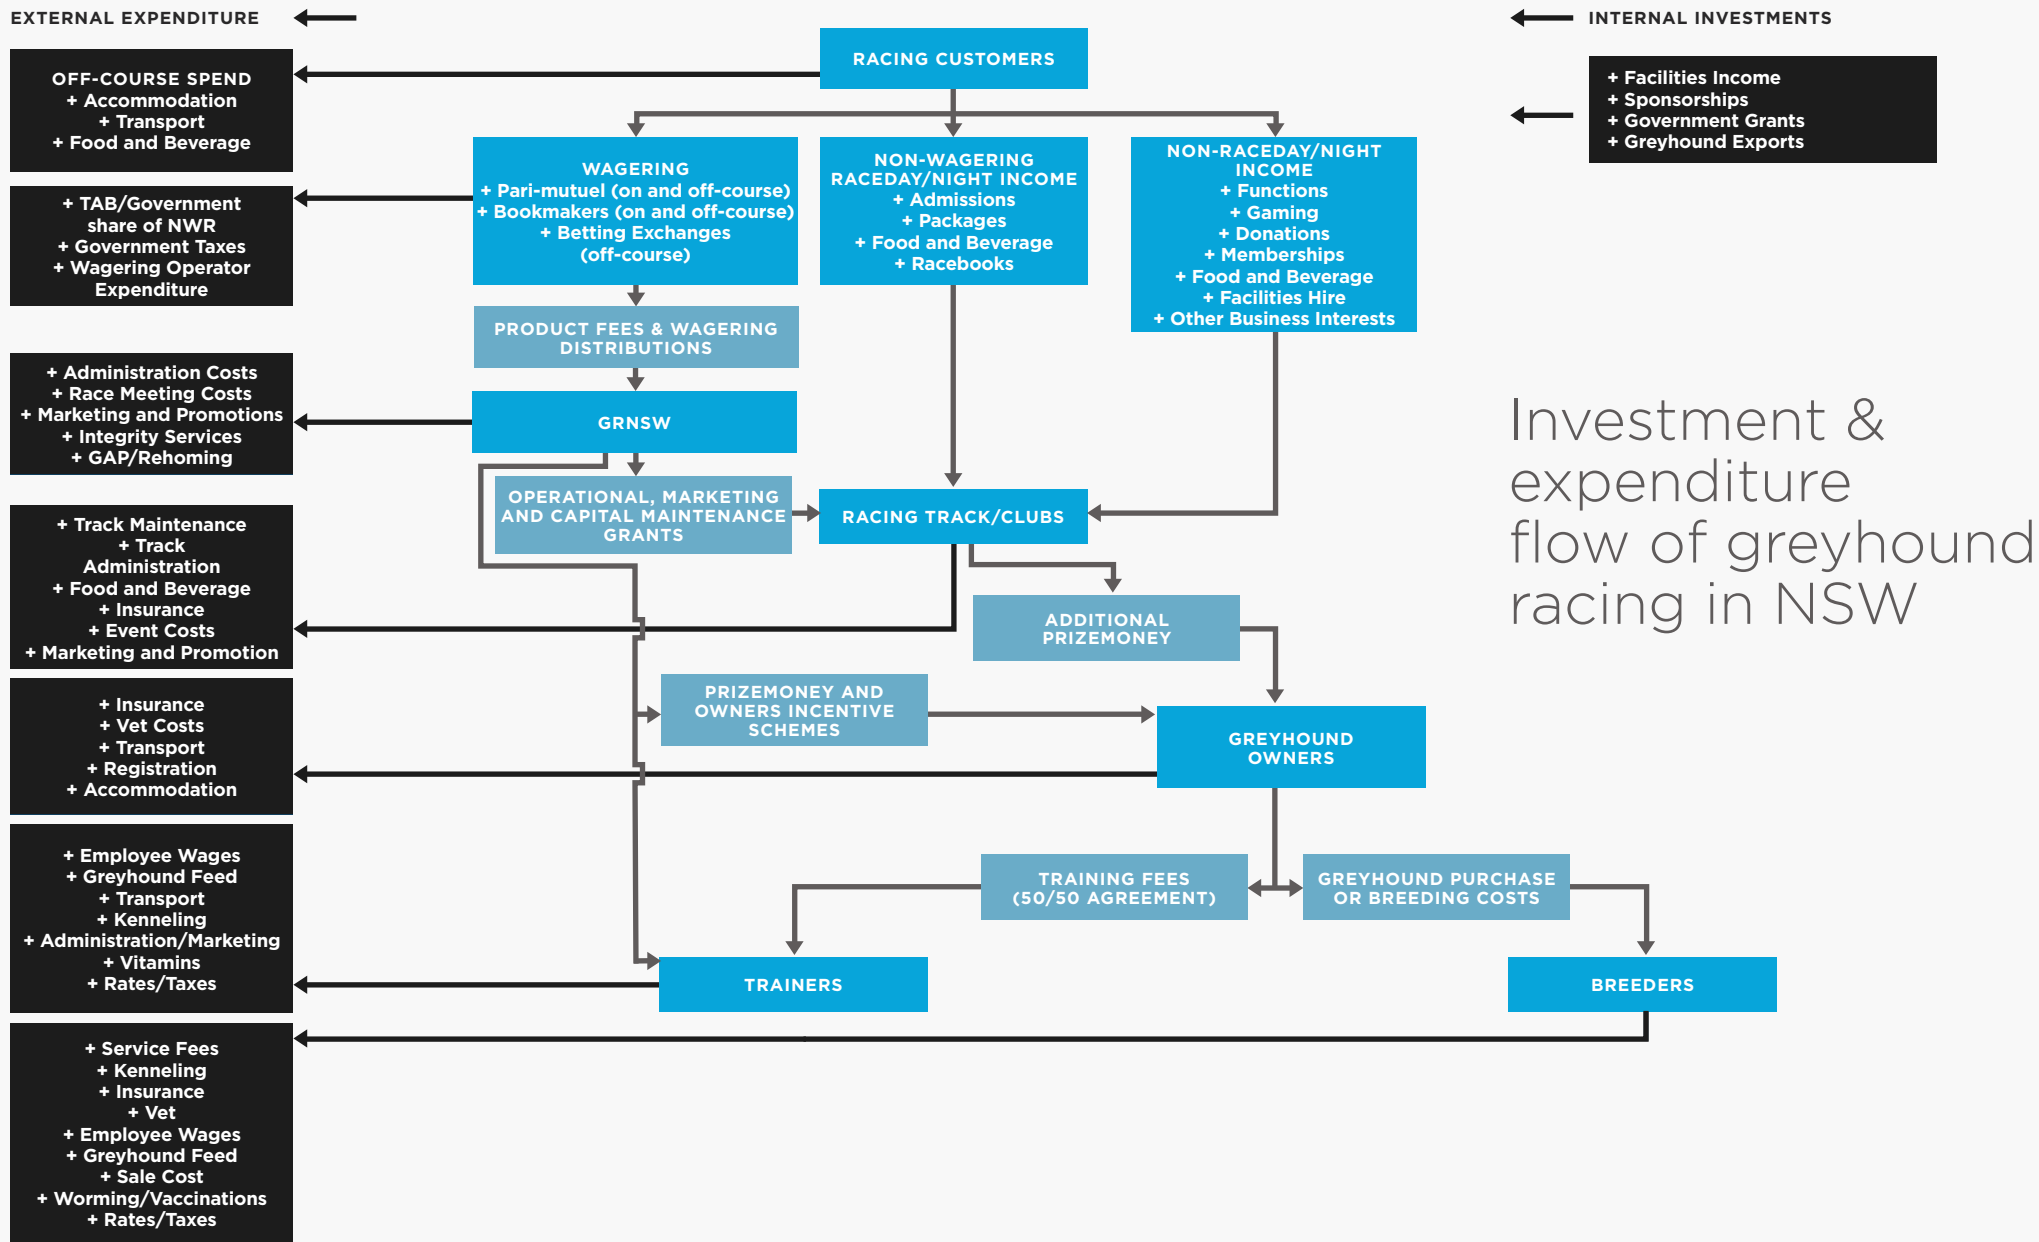 EXTERNAL EXPENDITURE
INTERNAL INVESTMENTS
RACING CUSTOMERS
OFF-COURSE SPEND
+ Accommodation
+ Transport
+ Food and Beverage
+ Facilities Income
+ Sponsorships
+ Government Grants
+ Greyhound Exports
WAGERING
+ Pari-mutuel (on and off-course)
+ Bookmakers (on and off-course)
+ Betting Exchanges
(off-course)
NON-WAGERING
RACEDAY/NIGHT INCOME
+ Admissions
+ Packages
+ Food and Beverage
+ Racebooks
NON-RACEDAY/NIGHT
INCOME
+ Functions
+ Gaming
+ Donations
+ Memberships
+ Food and Beverage
+ Facilities Hire
+ Other Business Interests
+ TAB/Government
share of NWR
+ Government Taxes
+ Wagering Operator
Expenditure
PRODUCT FEES & WAGERING
DISTRIBUTIONS
+ Administration Costs
+ Race Meeting Costs
+ Marketing and Promotions
+ Integrity Services
+ GAP/Rehoming
GRNSW
Investment &
expenditure
flow of greyhound
racing in NSW
OPERATIONAL, MARKETING
AND CAPITAL MAINTENANCE
GRANTS
RACING TRACK/CLUBS
+ Track Maintenance
+ Track
Administration
+ Food and Beverage
+ Insurance
+ Event Costs
+ Marketing and Promotion
ADDITIONAL
PRIZEMONEY
PRIZEMONEY AND
OWNERS INCENTIVE
SCHEMES
GREYHOUND
OWNERS
+ Insurance
+ Vet Costs
+ Transport
+ Registration
+ Accommodation
TRAINING FEES
(50/50 AGREEMENT)
GREYHOUND PURCHASE
OR BREEDING COSTS
+ Employee Wages
+ Greyhound Feed
+ Transport
+ Kenneling
+ Administration/Marketing
+ Vitamins
+ Rates/Taxes
TRAINERS
BREEDERS
+ Service Fees
+ Kenneling
+ Insurance
+ Vet
+ Employee Wages
+ Greyhound Feed
+ Sale Cost
+ Worming/Vaccinations
+ Rates/Taxes